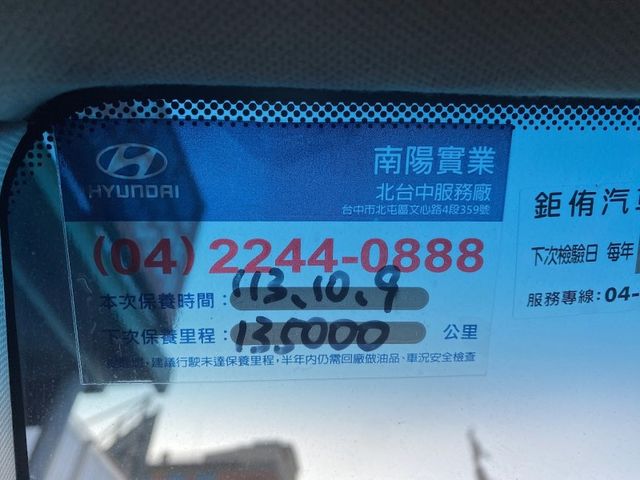 HYUNDAI
南陽實業
北台中服務廠
台中市北屯區文心路4段359號
(04) 2244-0888
本次保養時間：113.10.9
下次保養里程：135000 公里
建議行駛未達保養里程，半年內仍需回廠做油品、車況安全檢查
鉅侑汽
下次檢驗日 每年
服務專線：04-